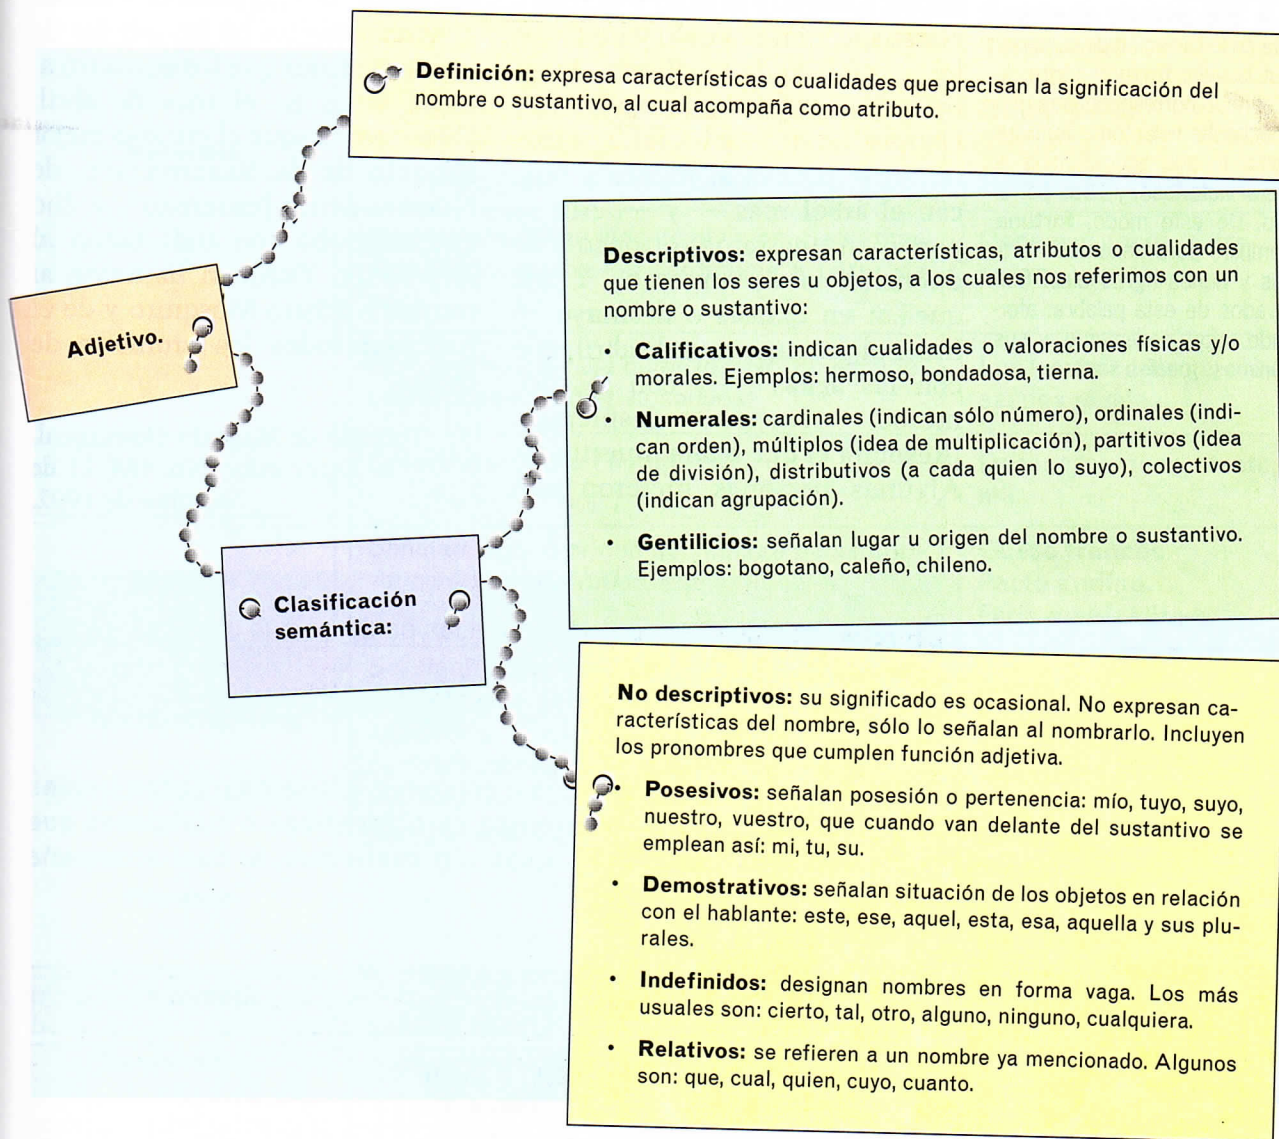 Definición: expresa características o cualidades que precisan la significación del
nombre o sustantivo, al cual acompaña como atributo.
Adjetivo.
Clasificación
semántica:
Descriptivos: expresan características, atributos o cualidades
que tienen los seres u objetos, a los cuales nos referimos con un
nombre o sustantivo:
• Calificativos: indican cualidades o valoraciones físicas y/o
morales. Ejemplos: hermoso, bondadosa, tierna.
• Numerales: cardinales (indican sólo número), ordinales (indi-
can orden), múltiplos (idea de multiplicación), partitivos (idea
de división), distributivos (a cada quien lo suyo), colectivos
(indican agrupación).
• Gentilicios: señalan lugar u origen del nombre o sustantivo.
Ejemplos: bogotano, caleño, chileno.
No descriptivos: su significado es ocasional. No expresan ca-
racterísticas del nombre, sólo lo señalan al nombrarlo. Incluyen
los pronombres que cumplen función adjetiva.
• Posesivos: señalan posesión o pertenencia: mío, tuyo, suyo,
nuestro, vuestro, que cuando van delante del sustantivo se
emplean así: mi, tu, su.
• Demostrativos: señalan situación de los objetos en relación
con el hablante: este, ese, aquel, esta, esa, aquella y sus plu-
rales.
• Indefinidos: designan nombres en forma vaga. Los más
usuales son: cierto, tal, otro, alguno, ninguno, cualquiera.
• Relativos: se refieren a un nombre ya mencionado. Algunos
son: que, cual, quien, cuyo, cuanto.